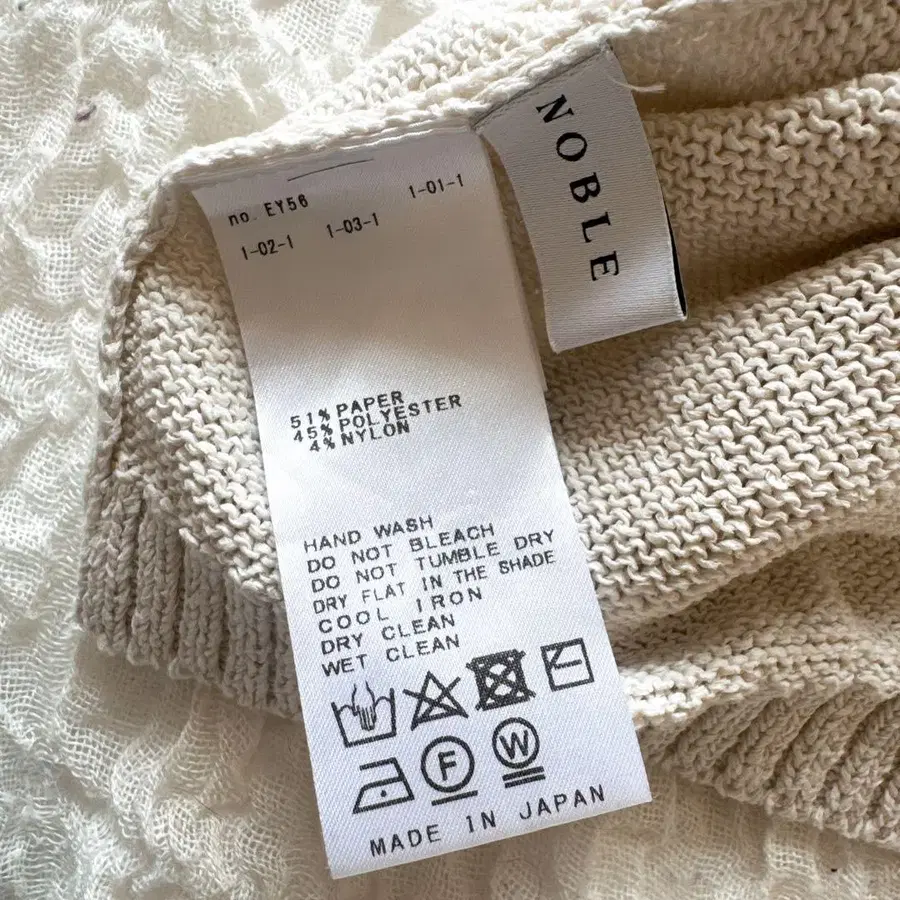 NOBLE
no. EY56
1-01-1
1-02-1 1-03-1
51% PAPER
45% POLYESTER
4% NYLON
HAND WASH
DO NOT BLEACH
DO NOT TUMBLE DRY
DRY FLAT IN THE SHADE
COOL IRON
DRY CLEAN
WET CLEAN
F W
MADE IN JAPAN